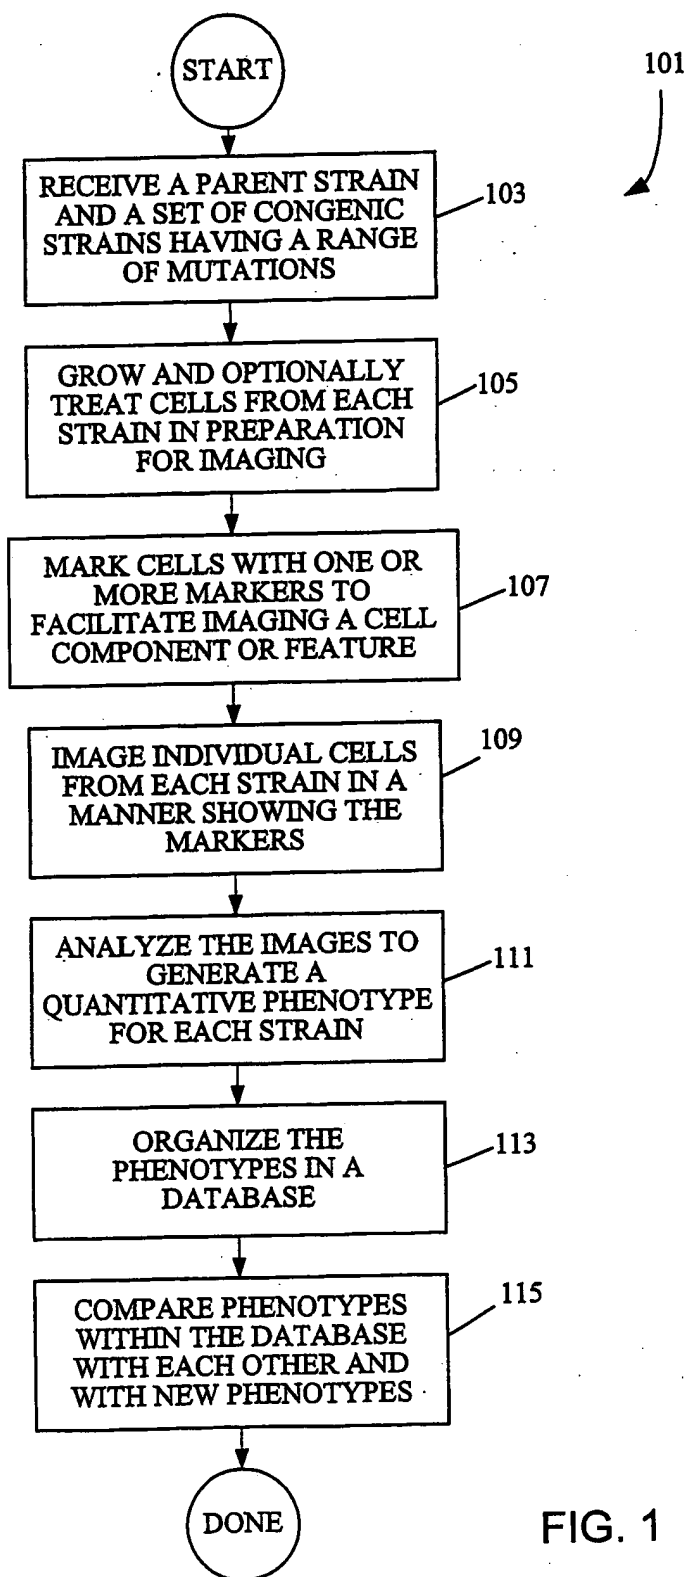 START
101
RECEIVE A PARENT STRAIN
AND A SET OF CONGENIC
STRAINS HAVING A RANGE
OF MUTATIONS
103
GROW AND OPTIONALLY
TREAT CELLS FROM EACH
STRAIN IN PREPARATION
FOR IMAGING
105
MARK CELLS WITH ONE OR
MORE MARKERS TO
FACILITATE IMAGING A CELL
COMPONENT OR FEATURE
107
IMAGE INDIVIDUAL CELLS
FROM EACH STRAIN IN A
MANNER SHOWING THE
MARKERS
109
ANALYZE THE IMAGES TO
GENERATE A
QUANTITATIVE PHENOTYPE
FOR EACH STRAIN
111
ORGANIZE THE
PHENOTYPES IN A
DATABASE
113
COMPARE PHENOTYPES
WITHIN THE DATABASE
WITH EACH OTHER AND
WITH NEW PHENOTYPES
115
DONE
FIG. 1